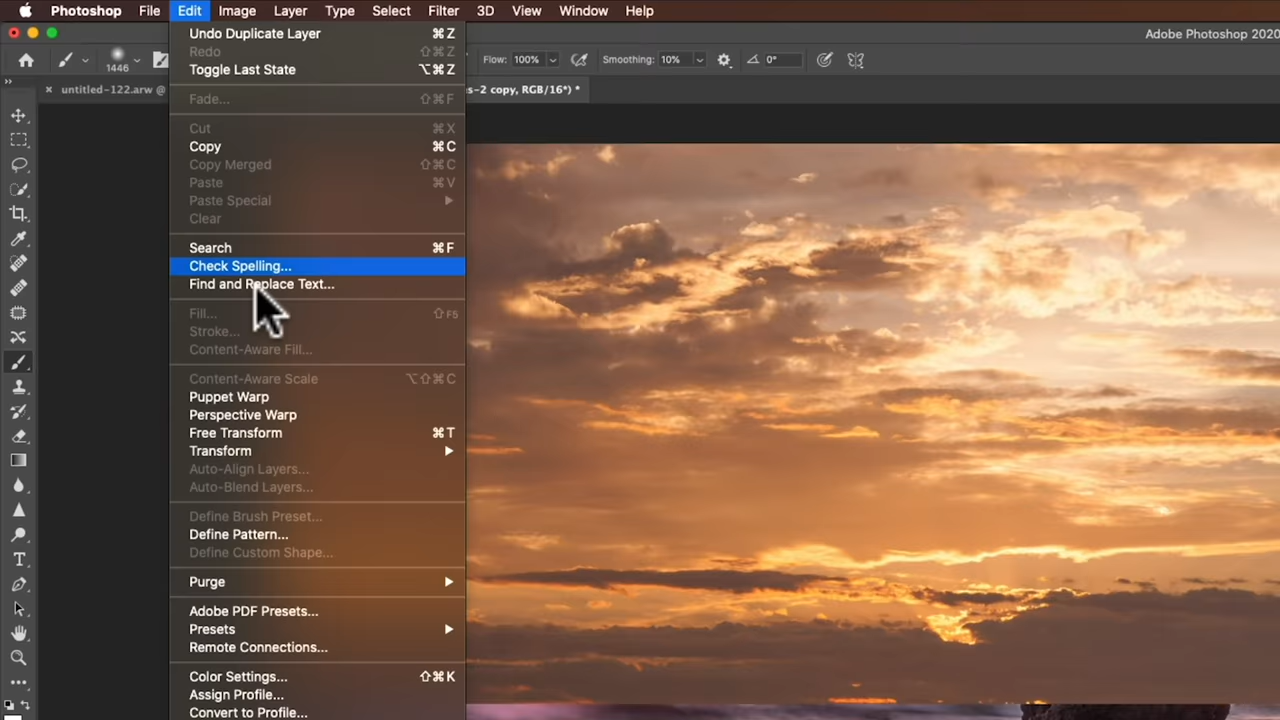 Photoshop File Edit Image Layer Type Select Filter 3D View Window Help
Adobe Photoshop 2020
1446 Flow: 100% Smoothing: 10% 0°
untitled-122.arw @ es-2 copy, RGB/16*) *
Undo Duplicate Layer ⌘Z
Redo ⇧⌘Z
Toggle Last State ⌥⌘Z
Fade... ⇧⌘F
Cut ⌘X
Copy ⌘C
Copy Merged ⇧⌘C
Paste ⌘V
Paste Special
Clear
Search ⌘F
Check Spelling...
Find and Replace Text...
Fill... ⇧F5
Stroke...
Content-Aware Fill...
Content-Aware Scale ⌥⇧⌘C
Puppet Warp
Perspective Warp
Free Transform ⌘T
Transform
Auto-Align Layers...
Auto-Blend Layers...
Define Brush Preset...
Define Pattern...
Define Custom Shape...
Purge
Adobe PDF Presets...
Presets
Remote Connections...
Color Settings... ⇧⌘K
Assign Profile...
Convert to Profile...